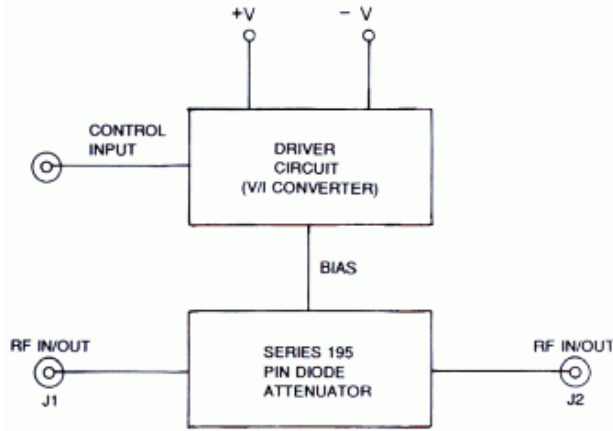 +V
– V
CONTROL
INPUT
DRIVER
CIRCUIT
(V/I CONVERTER)
BIAS
RF IN/OUT
J1
SERIES 195
PIN DIODE
ATTENUATOR
RF IN/OUT
J2